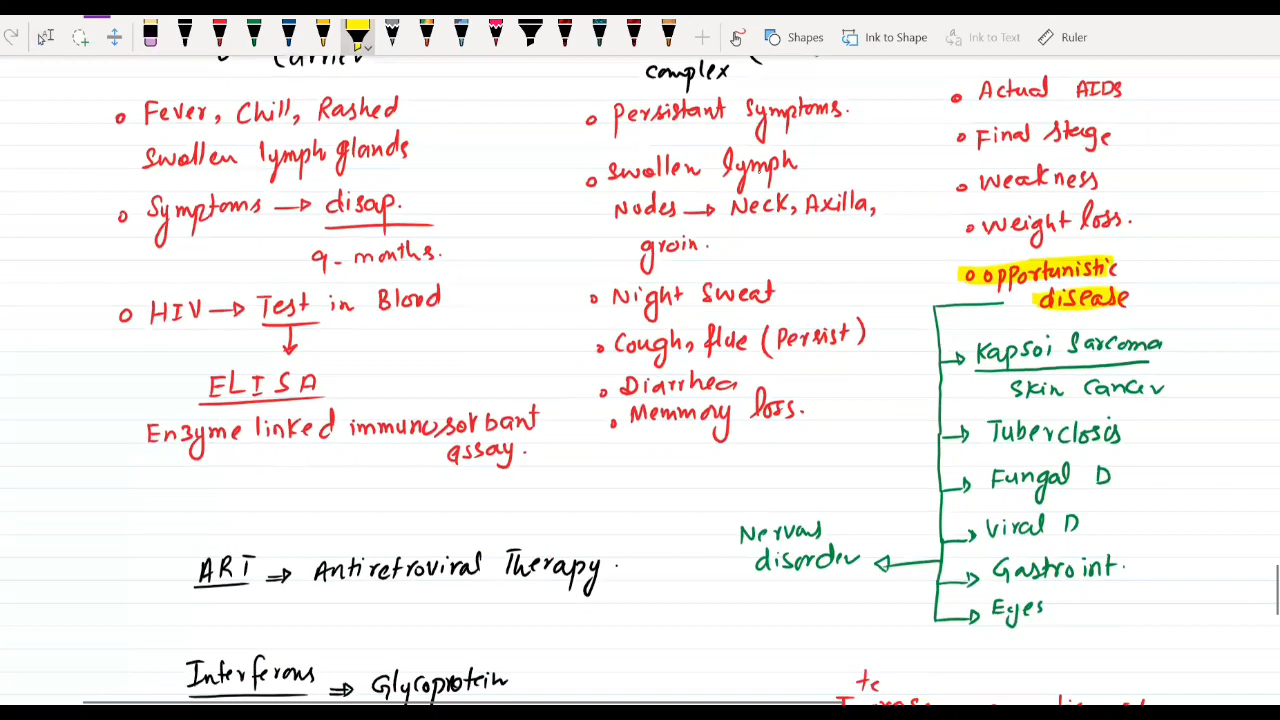 Shapes
Ink to Shape
Ink to Text
Ruler
Carrier
Fever, Chill, Rashed
Swollen lymph glands
Symptoms → disap.
9-months.
HIV → Test in Blood
ELISA
Enzyme linked immunosorbant
assay.
complex (
Persistant Symptoms.
Swollen lymph
Nodes → Neck, Axilla,
groin.
Night Sweat
Cough, flue (Persist)
Diarrhea
Memmory loss.
Actual AIDS
Final Stage
Weakness
Weight loss.
opportunistic
disease
Kapsoi Sarcoma
Skin Cancer
Tuberclosis
Fungal D
Viral D
Gastroint.
Eyes
Nervous
disorder
ART ⇒ Antiretroviral Therapy.
Interferons ⇒ Glycoprotein